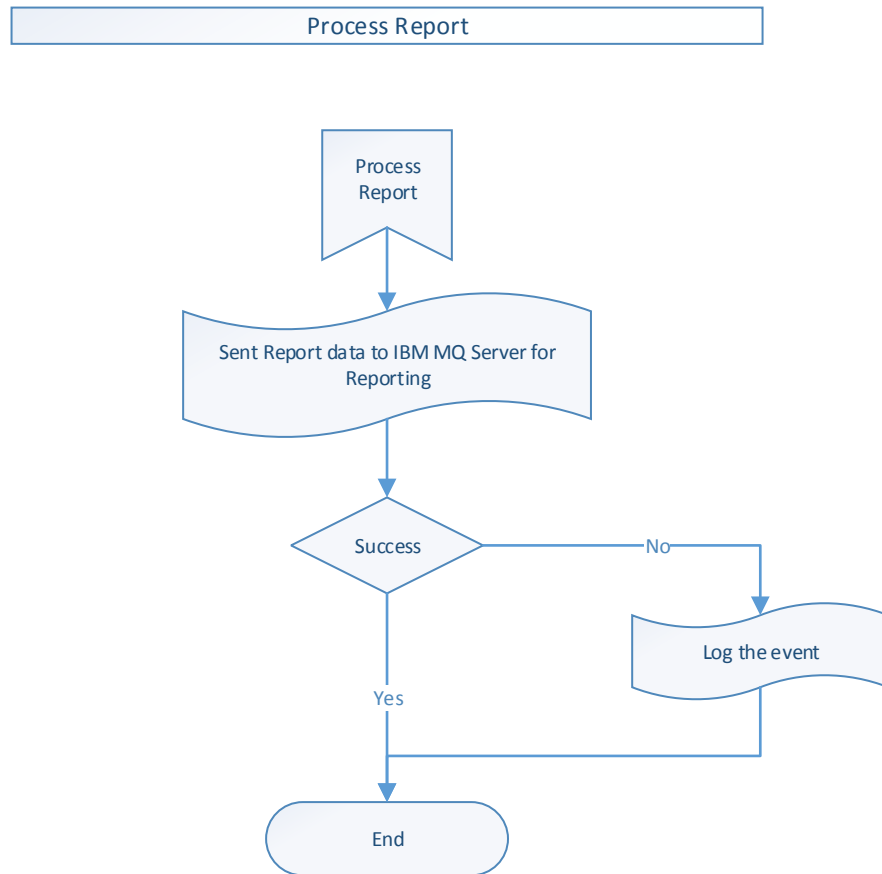 Process Report
Process
Report
Sent Report data to IBM MQ Server for
Reporting
Success
No
Log the event
Yes
End